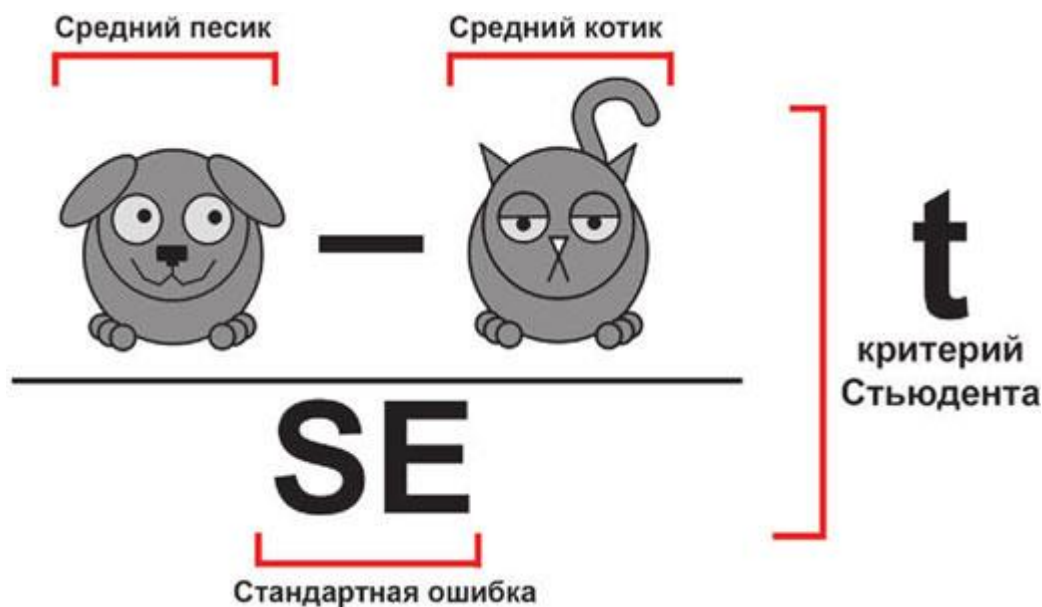 Средний песик
Средний котик
t
критерий
Стьюдента
SE
Стандартная ошибка